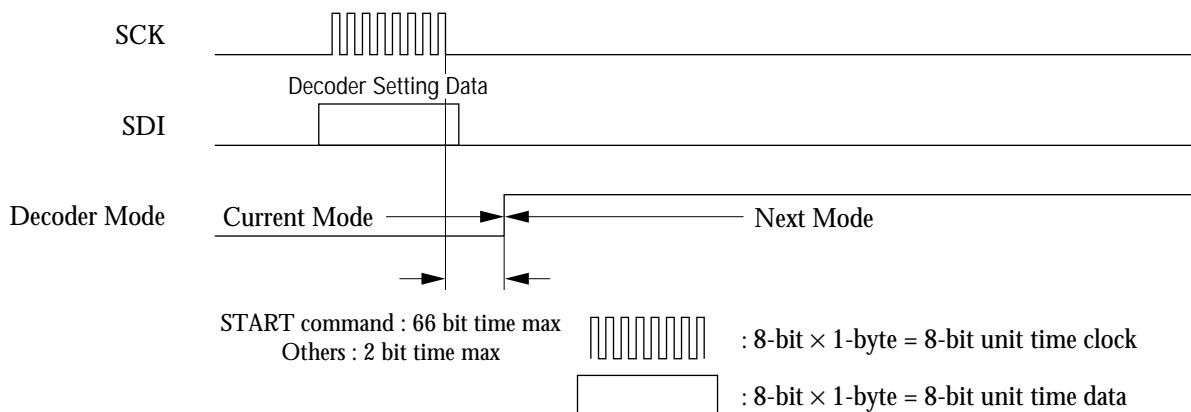 SCK
Decoder Setting Data
SDI
Decoder Mode Current Mode Next Mode
START command : 66 bit time max
Others : 2 bit time max
: 8-bit × 1-byte = 8-bit unit time clock
: 8-bit × 1-byte = 8-bit unit time data